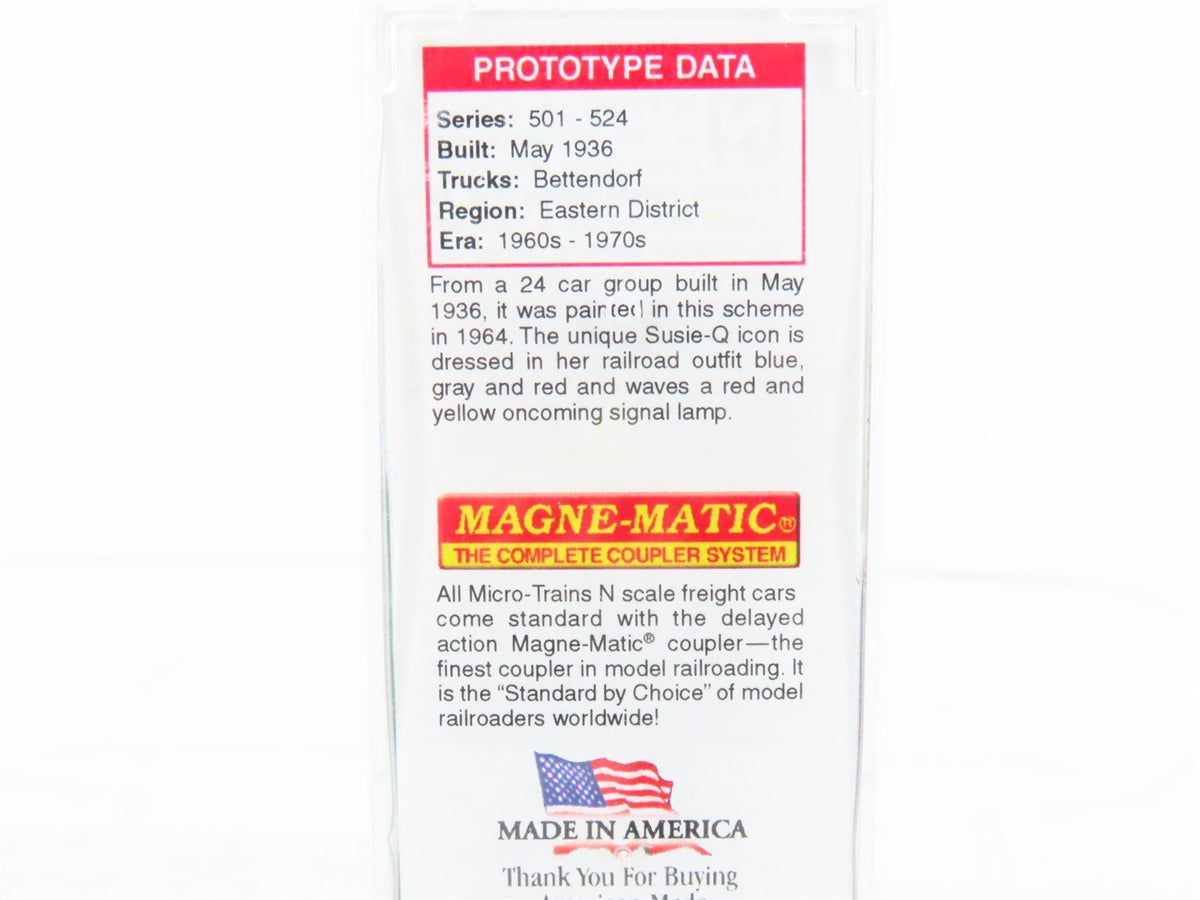 PROTOTYPE DATA
Series: 501 - 524
Built: May 1936
Trucks: Bettendorf
Region: Eastern District
Era: 1960s - 1970s
From a 24 car group built in May
1936, it was painted in this scheme
in 1964. The unique Susie-Q icon is
dressed in her railroad outfit blue,
gray and red and waves a red and
yellow oncoming signal lamp.
MAGNE-MATIC®
THE COMPLETE COUPLER SYSTEM
All Micro-Trains N scale freight cars
come standard with the delayed
action Magne-Matic® coupler—the
finest coupler in model railroading. It
is the “Standard by Choice” of model
railroaders worldwide!
MADE IN AMERICA
Thank You For Buying
American Made